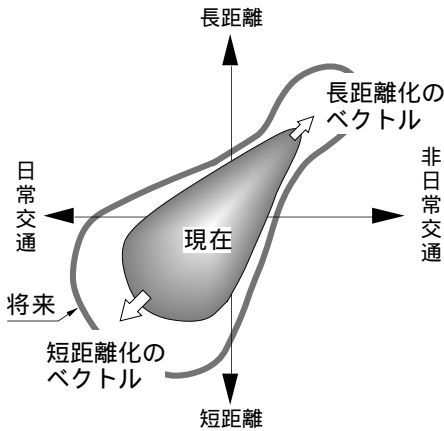 長距離
長距離化の
ベクトル
日常交通
非日常交通
現在
将来
短距離化の
ベクトル
短距離